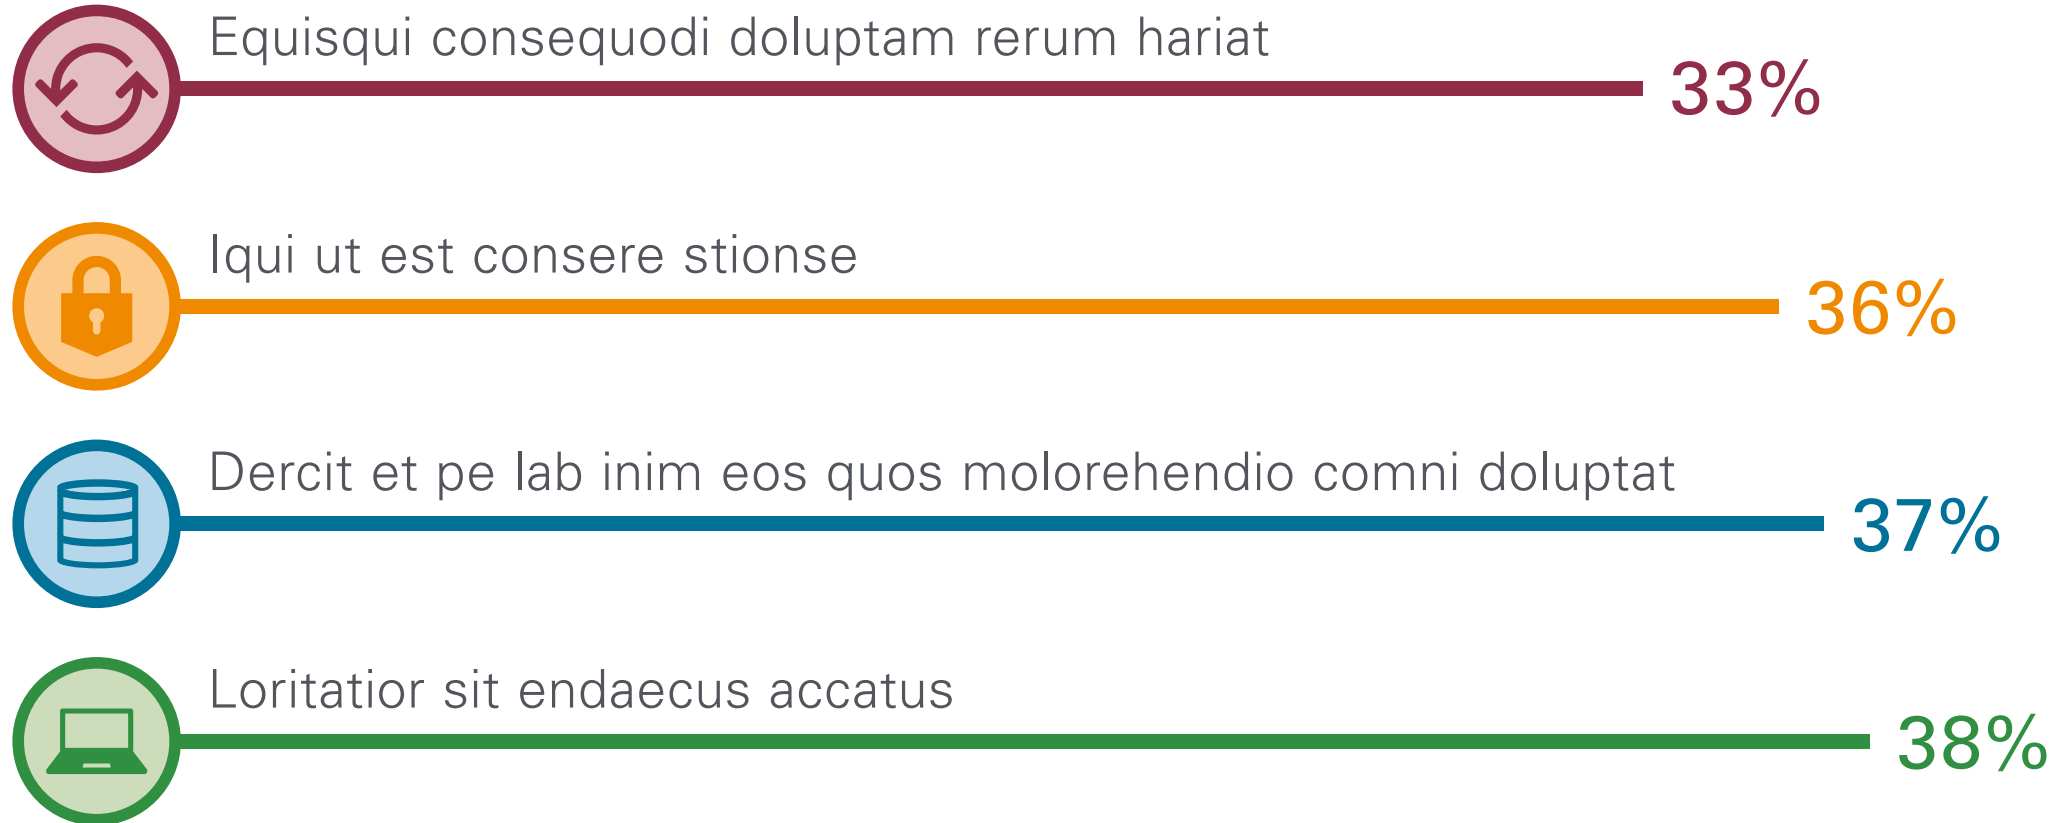 Equisqui consequodi doluptam rerum hariat
33%
Iqui ut est consere stionse
36%
Dercit et pe lab inim eos quos molorehendio comni doluptat
37%
Loritatior sit endaecus accatus
38%